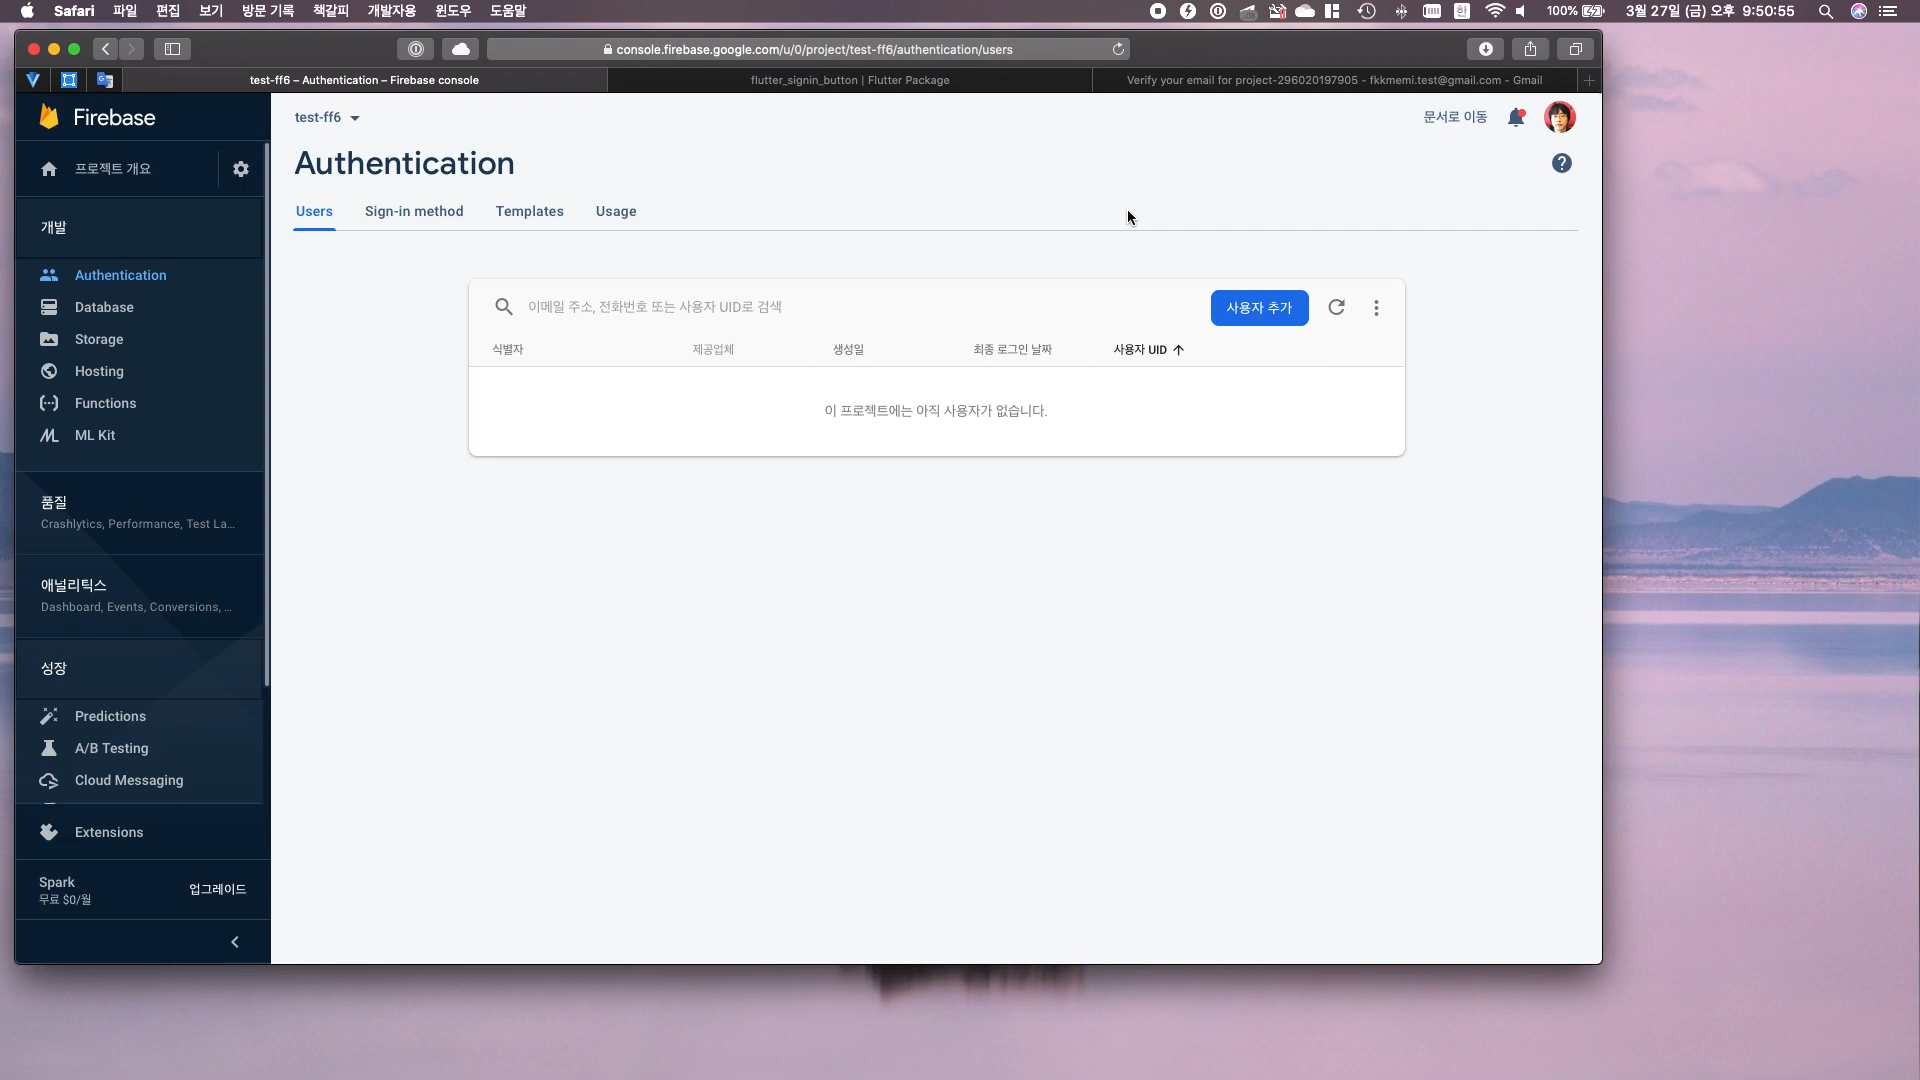 Safari 파일 편집 보기 방문 기록 책갈피 개발자용 윈도우 도움말 한 100% 3월 27일 (금) 오후 9:50:55
console.firebase.google.com/u/0/project/test-ff6/authentication/users
test-ff6 – Authentication – Firebase console
flutter_signin_button | Flutter Package
Verify your email for project-296020197905 - fkkmemi.test@gmail.com - Gmail
Firebase
test-ff6
문서로 이동
프로젝트 개요
Authentication
Users Sign-in method Templates Usage
개발
Authentication
Database
Storage
Hosting
Functions
ML Kit
이메일 주소, 전화번호 또는 사용자 UID로 검색
사용자 추가
식별자 제공업체 생성일 최종 로그인 날짜 사용자 UID
이 프로젝트에는 아직 사용자가 없습니다.
품질
Crashlytics, Performance, Test La...
애널리틱스
Dashboard, Events, Conversions, ...
성장
Predictions
A/B Testing
Cloud Messaging
Extensions
Spark
무료 $0/월
업그레이드